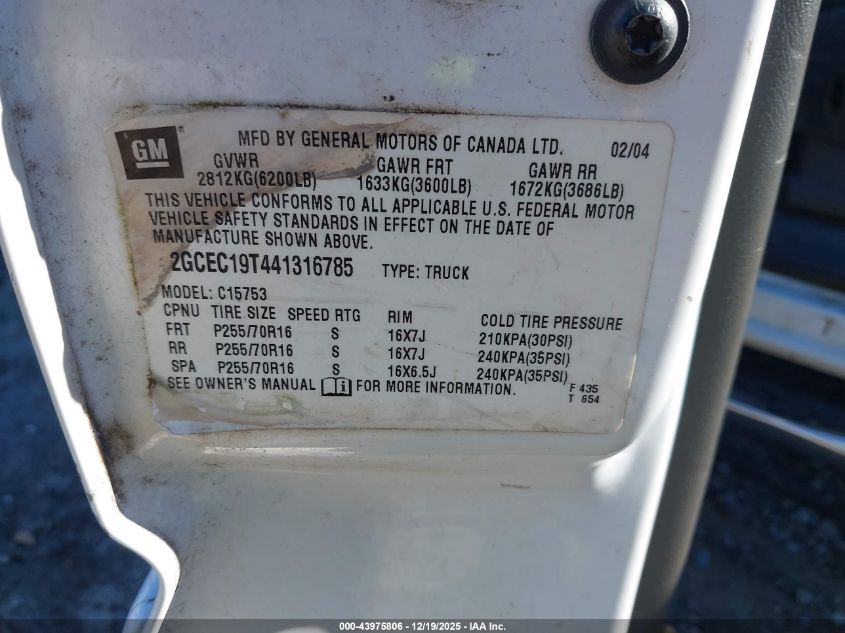 GM
MFD BY GENERAL MOTORS OF CANADA LTD. 02/04
GVWR GAWR FRT GAWR RR
2812KG(6200LB) 1633KG(3600LB) 1672KG(3686LB)
THIS VEHICLE CONFORMS TO ALL APPLICABLE U.S. FEDERAL MOTOR
VEHICLE SAFETY STANDARDS IN EFFECT ON THE DATE OF
MANUFACTURE SHOWN ABOVE.
2GCEC19T441316785 TYPE: TRUCK
MODEL: C15753
CPNU TIRE SIZE SPEED RTG RIM COLD TIRE PRESSURE
FRT P255/70R16 S 16X7J 210KPA(30PSI)
RR P255/70R16 S 16X7J 240KPA(35PSI)
SPA P255/70R16 S 16X6.5J 240KPA(35PSI)
SEE OWNER'S MANUAL i FOR MORE INFORMATION. F 435
T 654
000-43975806 - 12/19/2025 - IAA Inc.